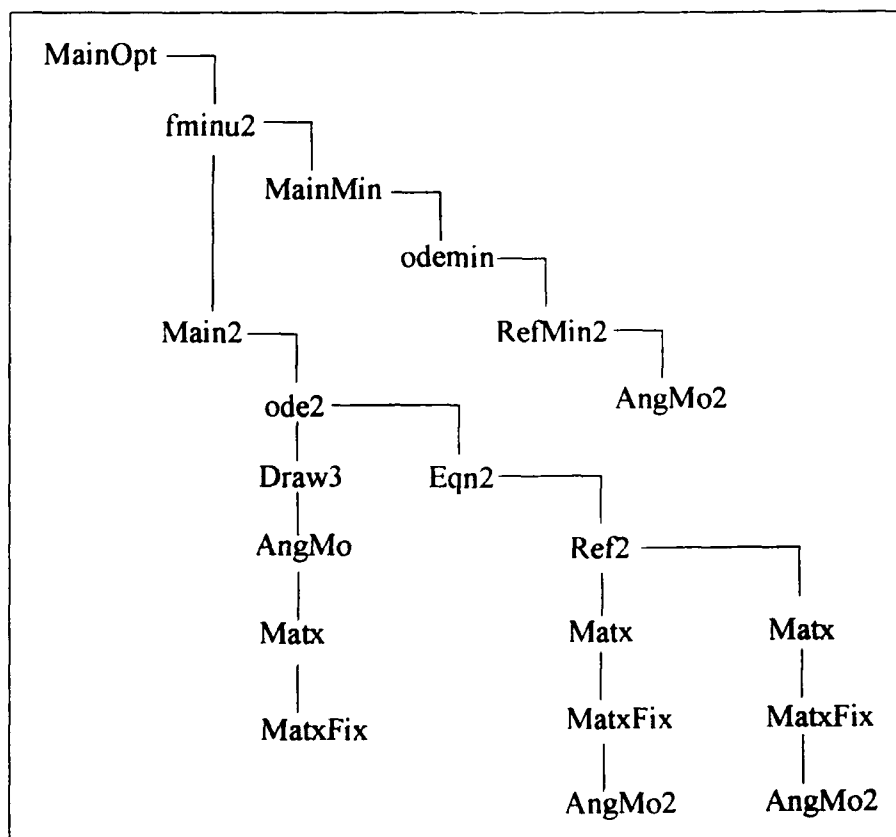 MainOpt
fminu2
MainMin
odemin
Main2
RefMin2
ode2
AngMo2
Draw3
Eqn2
AngMo
Ref2
Matx
Matx
Matx
MatxFix
MatxFix
MatxFix
AngMo2
AngMo2